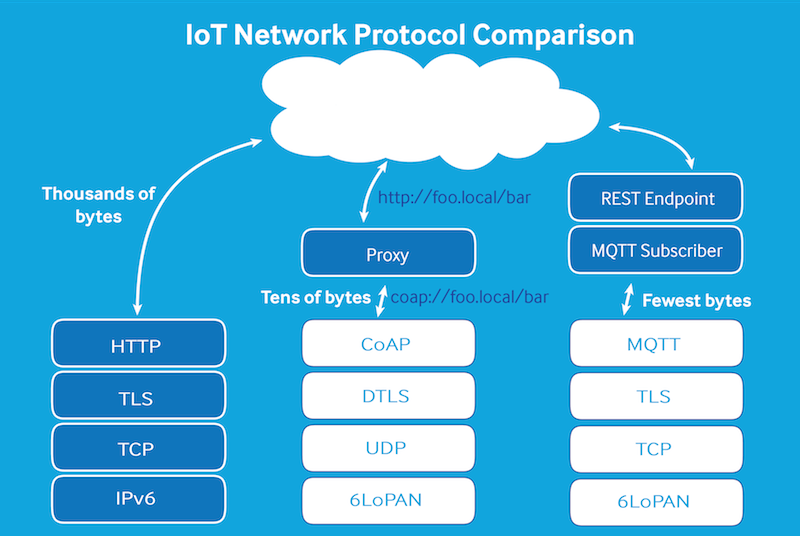 IoT Network Protocol Comparison
Thousands of
bytes
HTTP
TLS
TCP
IPv6
http://foo.local/bar
Proxy
Tens of bytes
coap://foo.local/bar
CoAP
DTLS
UDP
6LoPAN
REST Endpoint
MQTT Subscriber
Fewest bytes
MQTT
TLS
TCP
6LoPAN